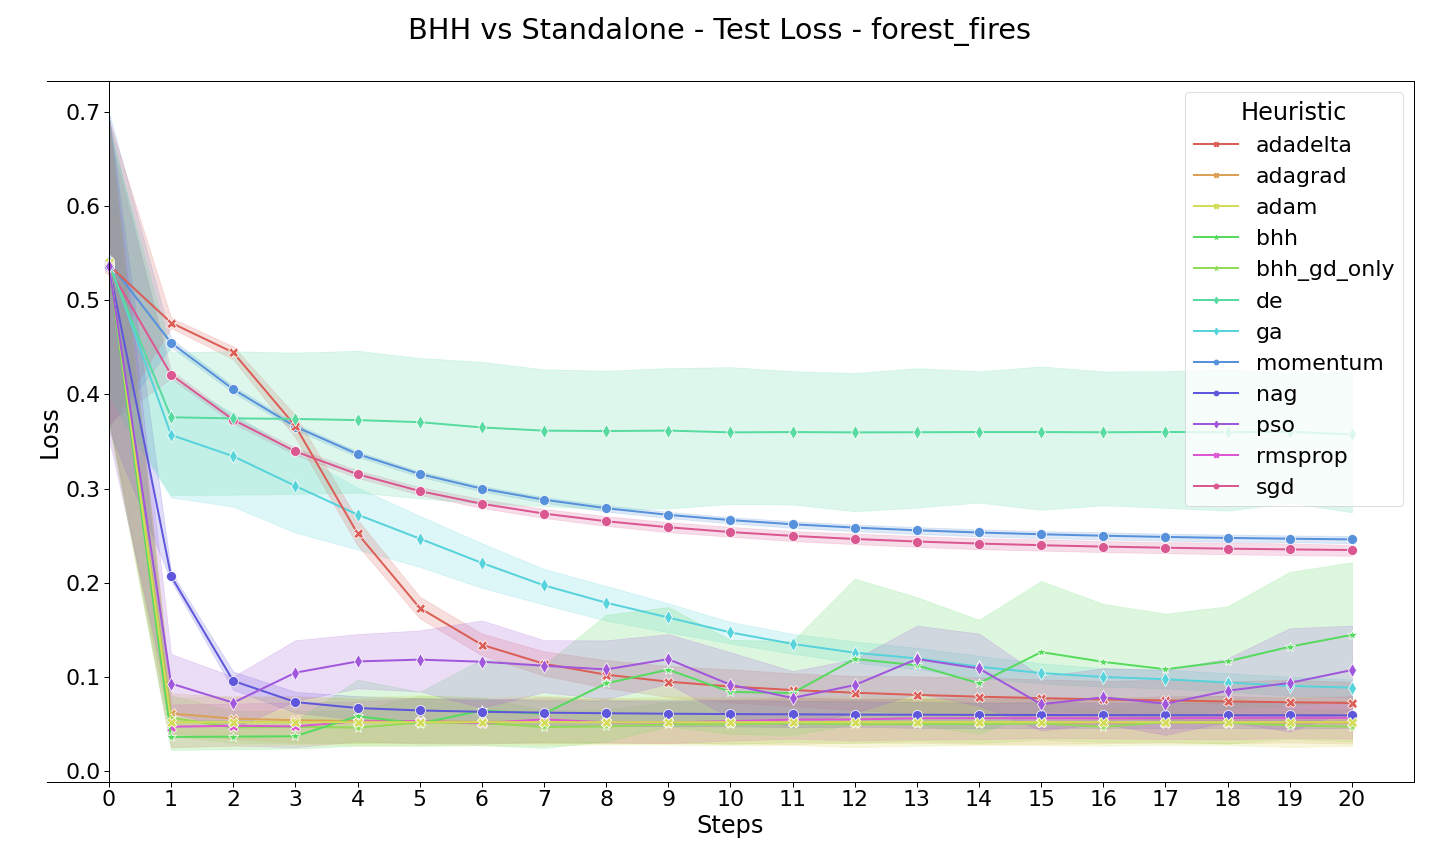 BHH vs Standalone - Test Loss - forest_fires
Heuristic
adadelta
adagrad
adam
bhh
bhh_gd_only
de
ga
momentum
nag
pso
rmsprop
sgd
Loss
0.7
0.6
0.5
0.4
0.3
0.2
0.1
0.0
0 1 2 3 4 5 6 7 8 9 10 11 12 13 14 15 16 17 18 19 20
Steps